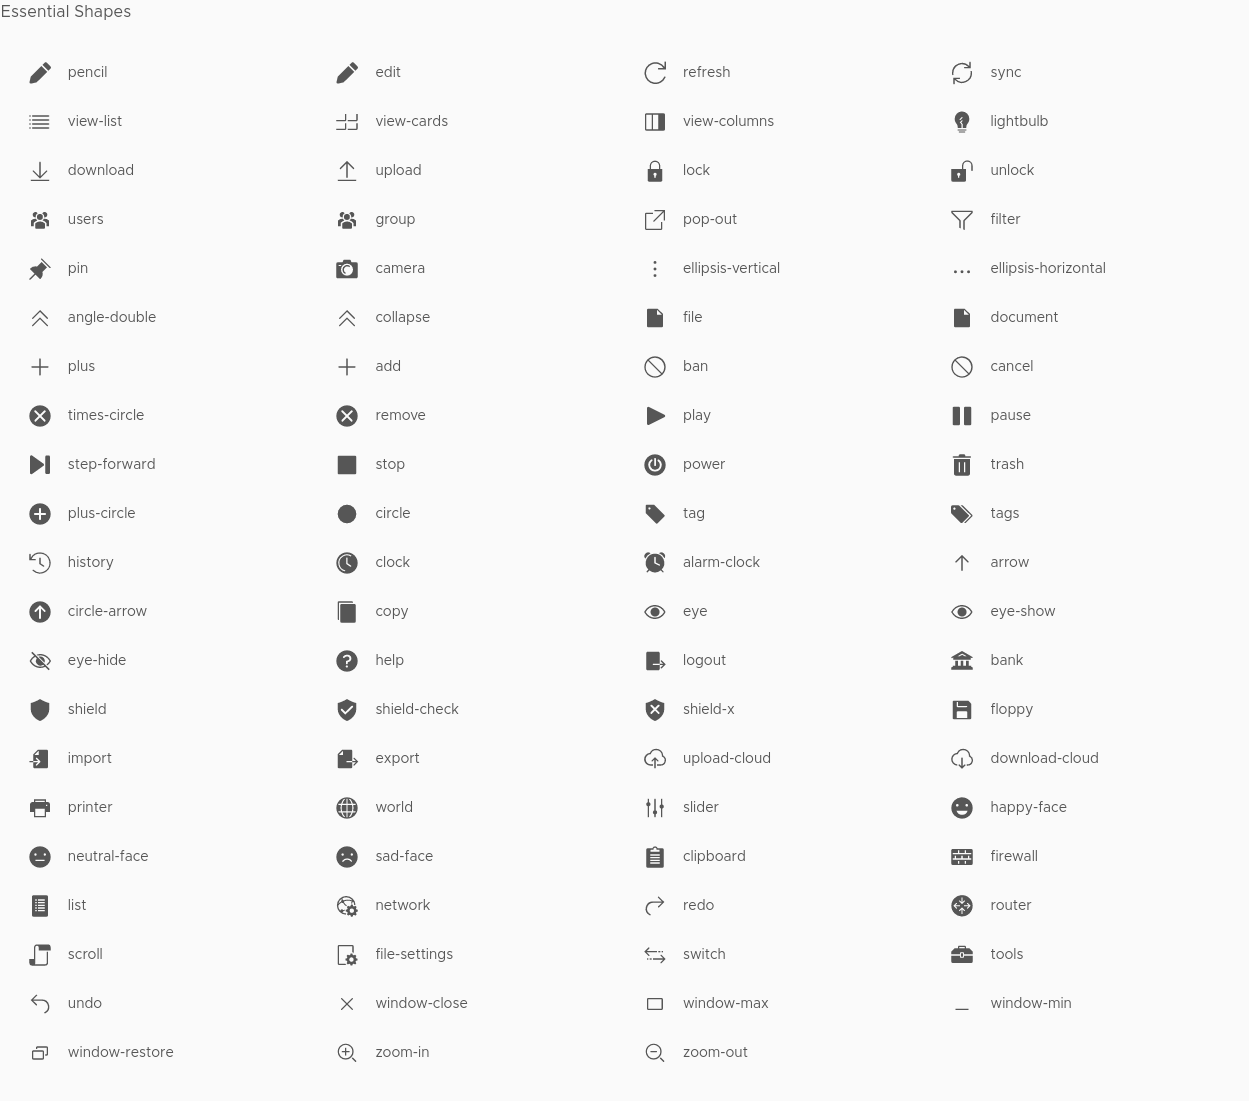 Essential Shapes
pencil edit refresh sync
view-list view-cards view-columns lightbulb
download upload lock unlock
users group pop-out filter
pin camera ellipsis-vertical ellipsis-horizontal
angle-double collapse file document
plus add ban cancel
times-circle remove play pause
step-forward stop power trash
plus-circle circle tag tags
history clock alarm-clock arrow
circle-arrow copy eye eye-show
eye-hide help logout bank
shield shield-check shield-x floppy
import export upload-cloud download-cloud
printer world slider happy-face
neutral-face sad-face clipboard firewall
list network redo router
scroll file-settings switch tools
undo window-close window-max window-min
window-restore zoom-in zoom-out